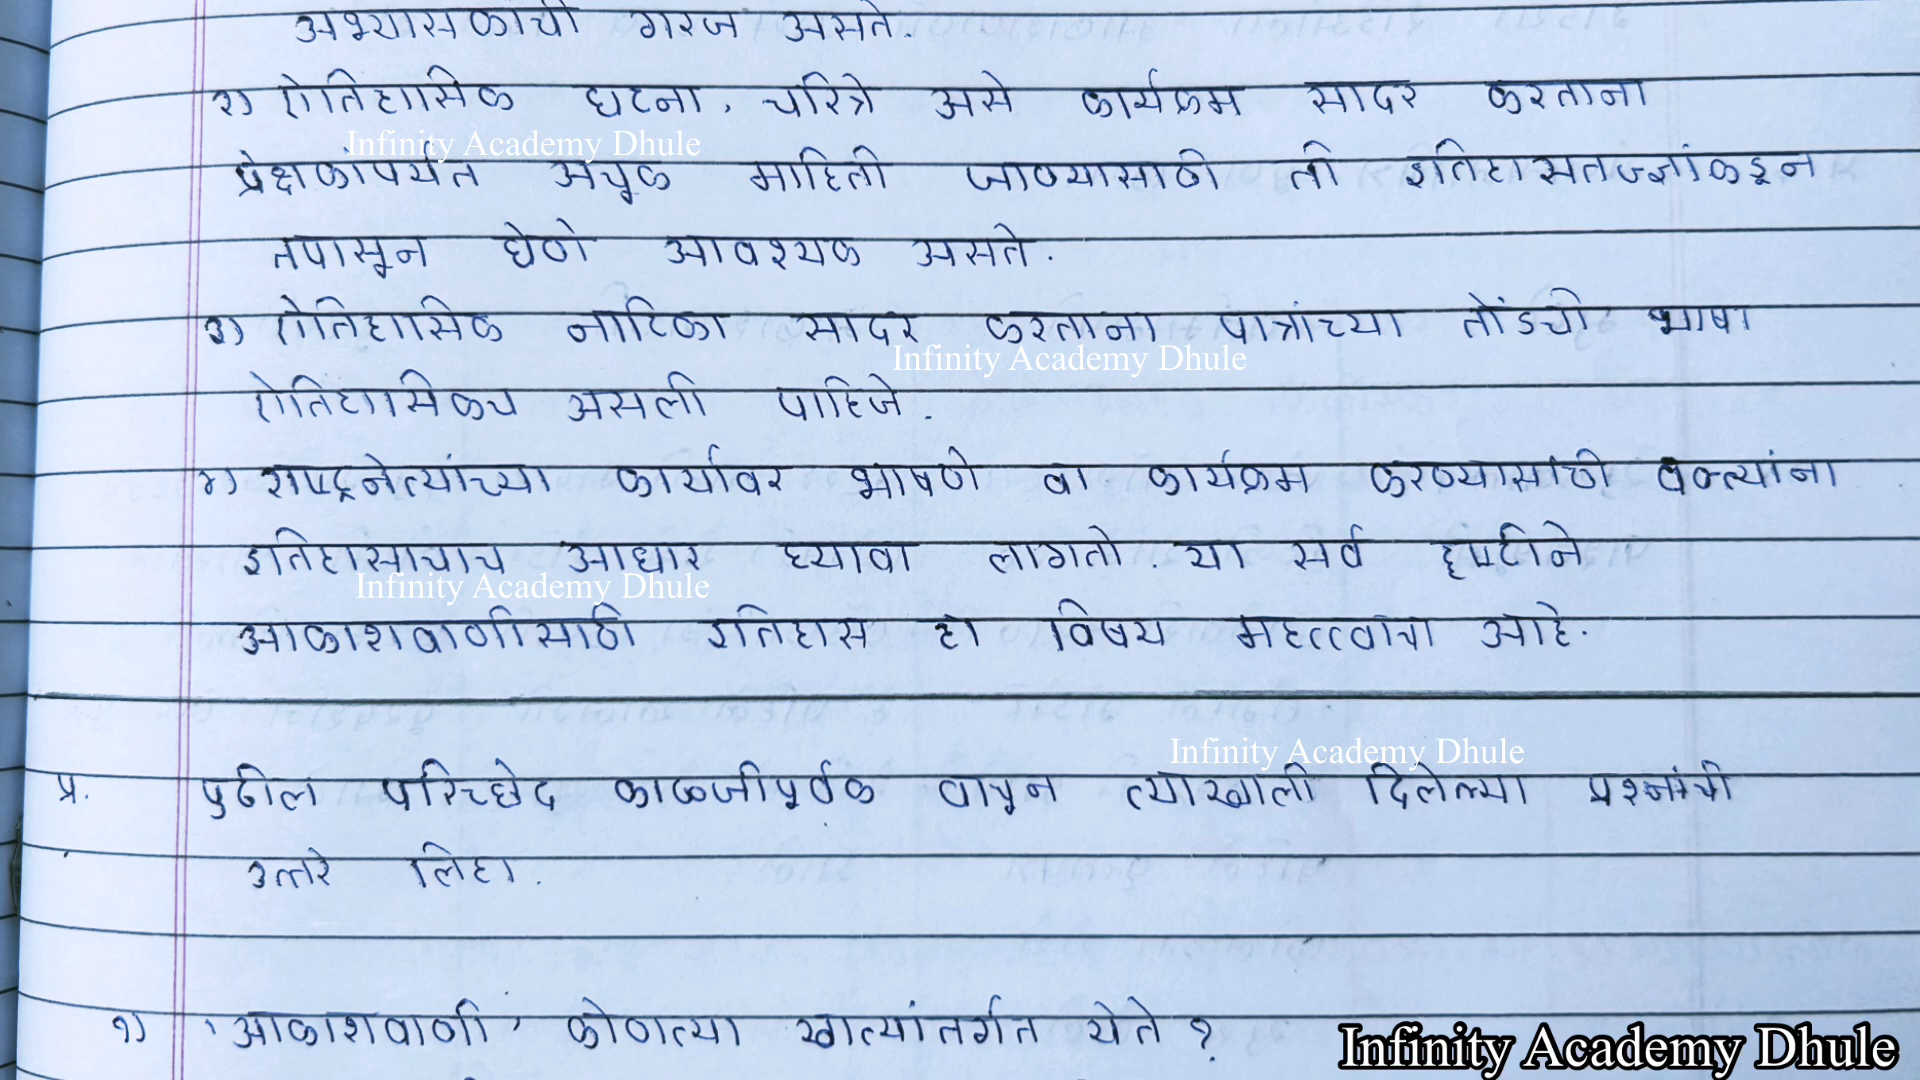 अभ्यासकांची गरज असते.
२) ऐतिहासिक घटना, चरित्रे असे कार्यक्रम सादर करताना
Infinity Academy Dhule
प्रेक्षकांपर्यंत अचूक माहिती जाण्यासाठी ती इतिहासतज्ज्ञांकडून
तपासून घेणे आवश्यक असते.
३) ऐतिहासिक नाटिका सादर करताना पात्रांच्या तोंडची भाषा
Infinity Academy Dhule
ऐतिहासिकच असली पाहिजे.
४) राष्ट्रनेत्यांच्या कार्यावर भाषणे वा कार्यक्रम करण्यासाठी वक्त्यांना
इतिहासाचाच आधार घ्यावा लागतो. या सर्व दृष्टीने
Infinity Academy Dhule
आकाशवाणीसाठी इतिहास हा विषय महत्त्वाचा आहे.
Infinity Academy Dhule
प्र. पुढील परिच्छेद काळजीपूर्वक वाचून त्याखाली दिलेल्या प्रश्नांची
उत्तरे लिहा.
१) 'आकाशवाणी' कोणत्या खात्यांतर्गत येते ?
Infinity Academy Dhule